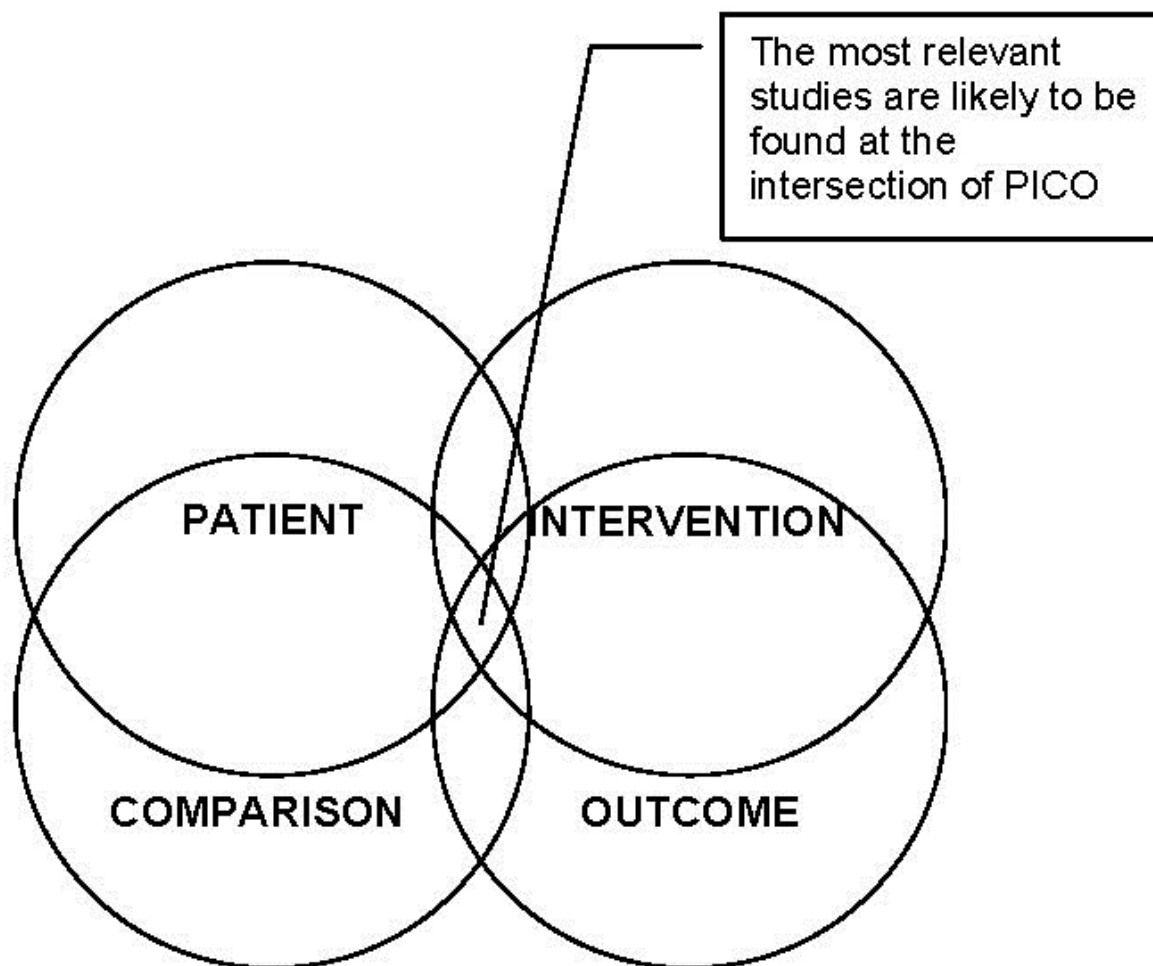 The most relevant
studies are likely to be
found at the
intersection of PICO
PATIENT
INTERVENTION
COMPARISON
OUTCOME